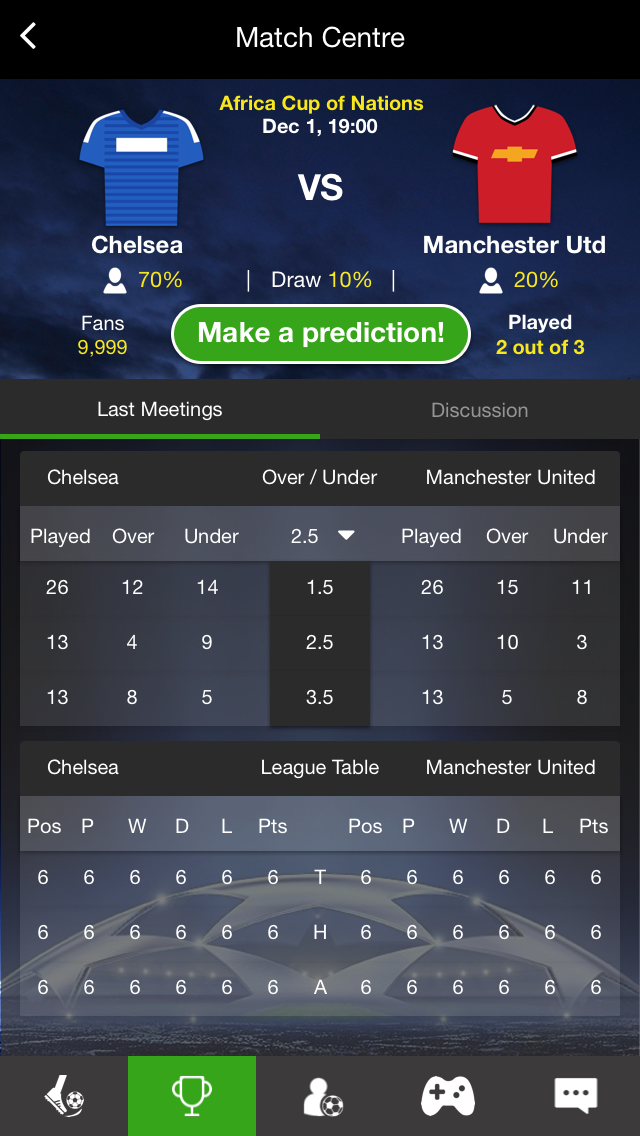 Match Centre
Africa Cup of Nations
Dec 1, 19:00
VS
Chelsea Manchester Utd
70% | Draw 10% | 20%
Fans
9,999
Make a prediction!
Played
2 out of 3
Last Meetings Discussion
Chelsea Over / Under Manchester United
Played Over Under 2.5 Played Over Under
26 12 14 1.5 26 15 11
13 4 9 2.5 13 10 3
13 8 5 3.5 13 5 8
Chelsea League Table Manchester United
Pos P W D L Pts Pos P W D L Pts
6 6 6 6 6 6 T 6 6 6 6 6 6
6 6 6 6 6 6 H 6 6 6 6 6 6
6 6 6 6 6 6 A 6 6 6 6 6 6